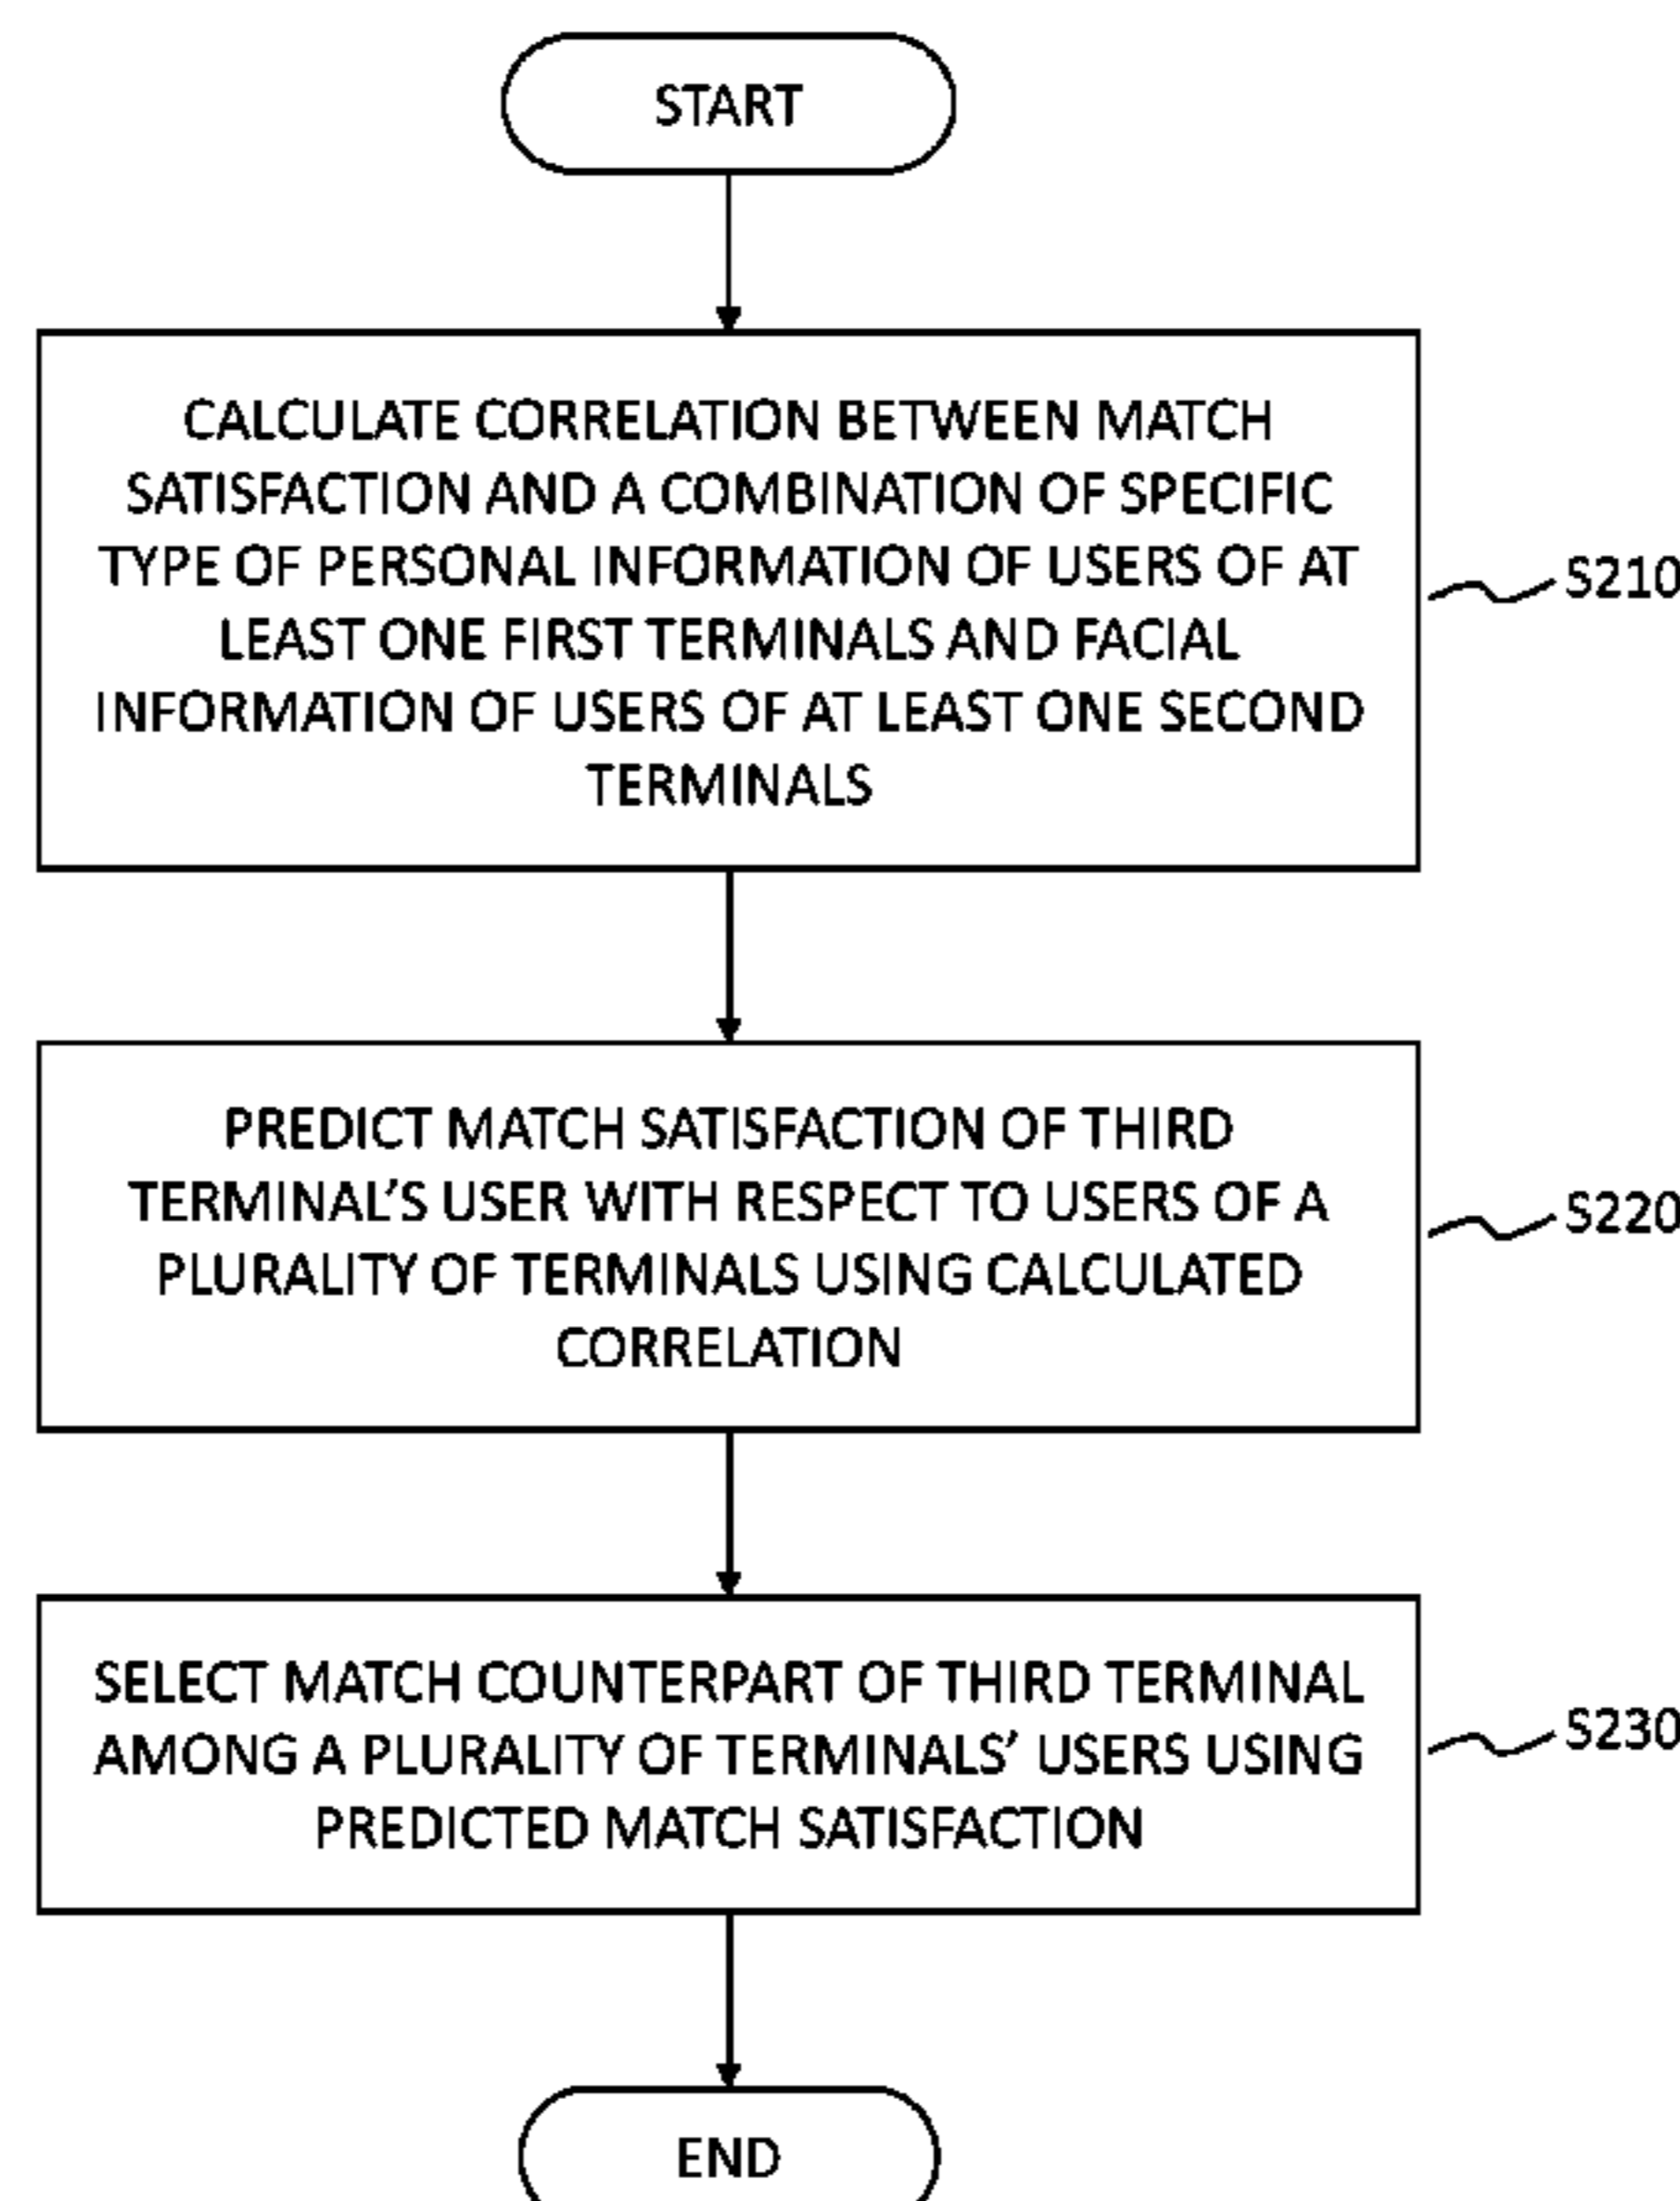 START
CALCULATE CORRELATION BETWEEN MATCH
SATISFACTION AND A COMBINATION OF SPECIFIC
TYPE OF PERSONAL INFORMATION OF USERS OF AT
LEAST ONE FIRST TERMINALS AND FACIAL
INFORMATION OF USERS OF AT LEAST ONE SECOND
TERMINALS
S210
PREDICT MATCH SATISFACTION OF THIRD
TERMINAL’S USER WITH RESPECT TO USERS OF A
PLURALITY OF TERMINALS USING CALCULATED
CORRELATION
S220
SELECT MATCH COUNTERPART OF THIRD TERMINAL
AMONG A PLURALITY OF TERMINALS’ USERS USING
PREDICTED MATCH SATISFACTION
S230
END